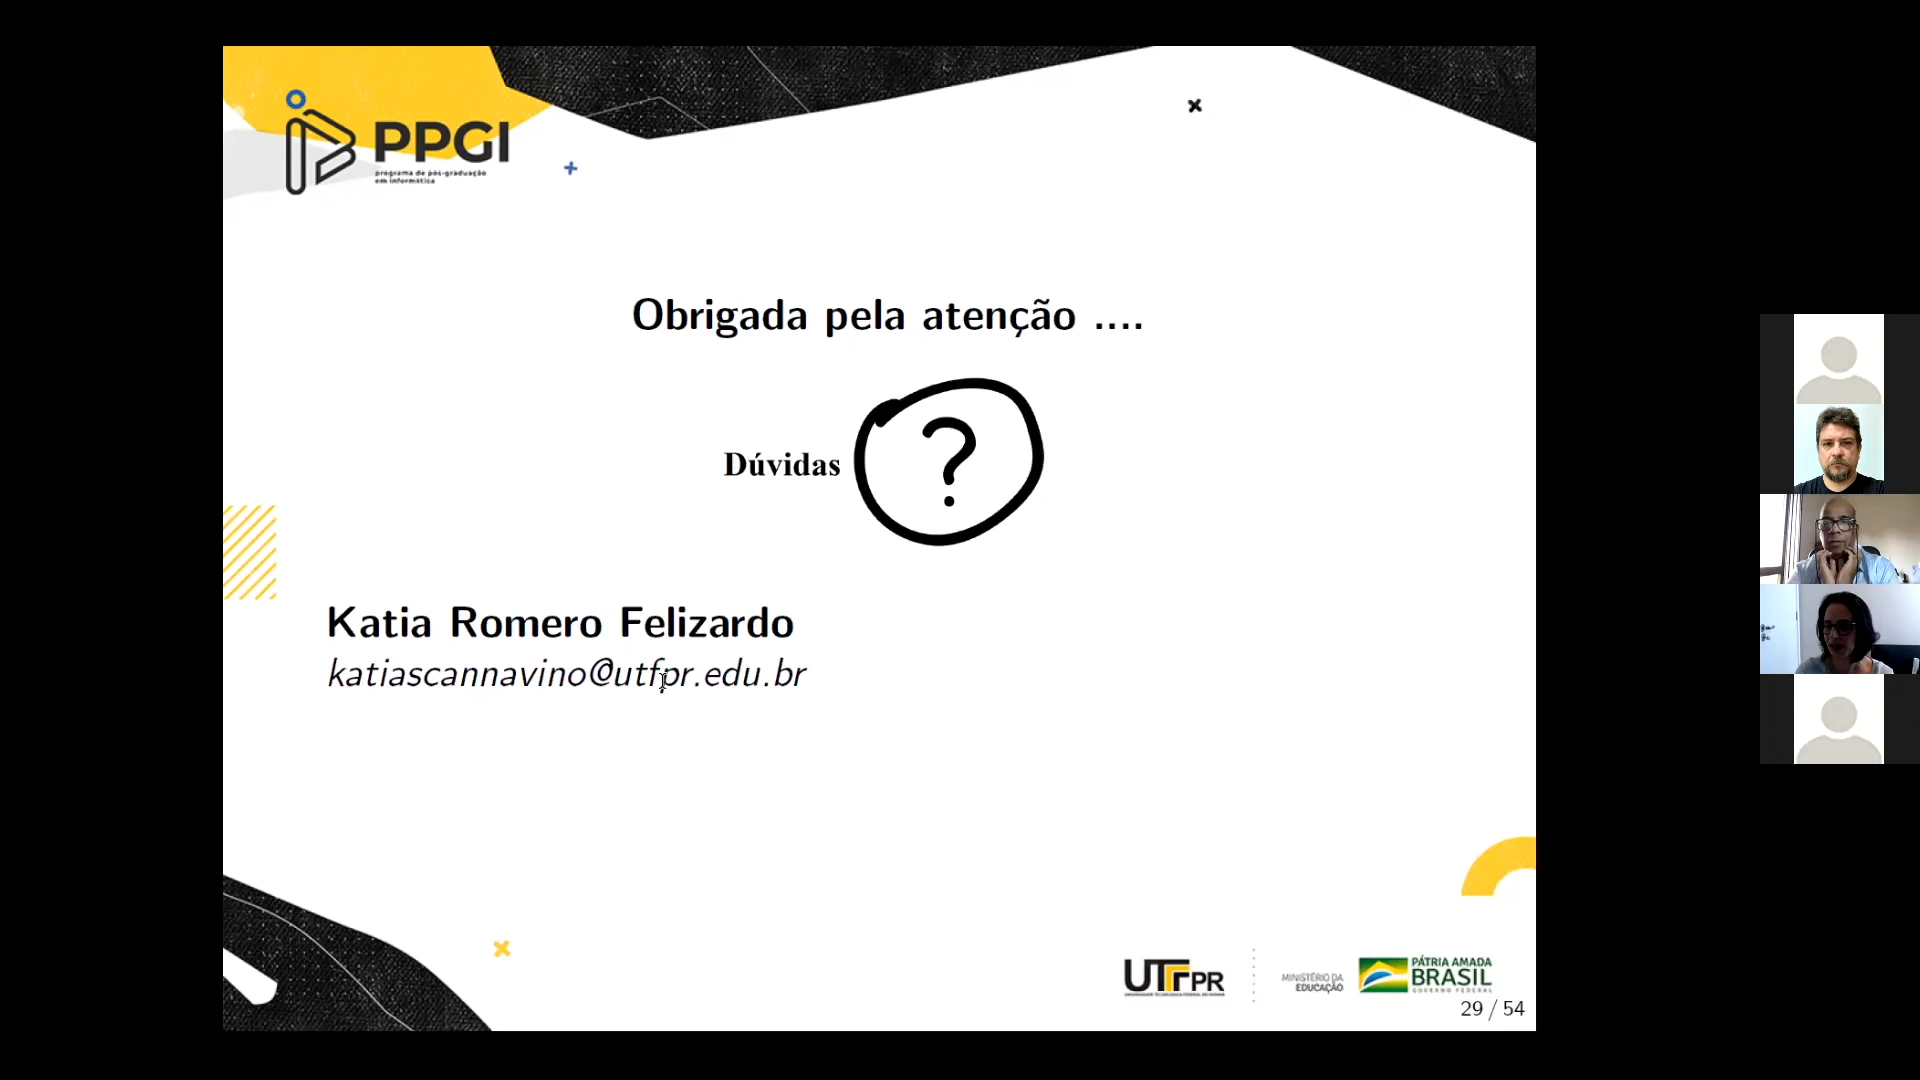 PPGI
programa de pós-graduação
em informática
Obrigada pela atenção ....
Dúvidas ?
Katia Romero Felizardo
katiascannavino@utfpr.edu.br
UTFPR
MINISTÉRIO DA
EDUCAÇÃO
PÁTRIA AMADA
BRASIL
GOVERNO FEDERAL
29 / 54